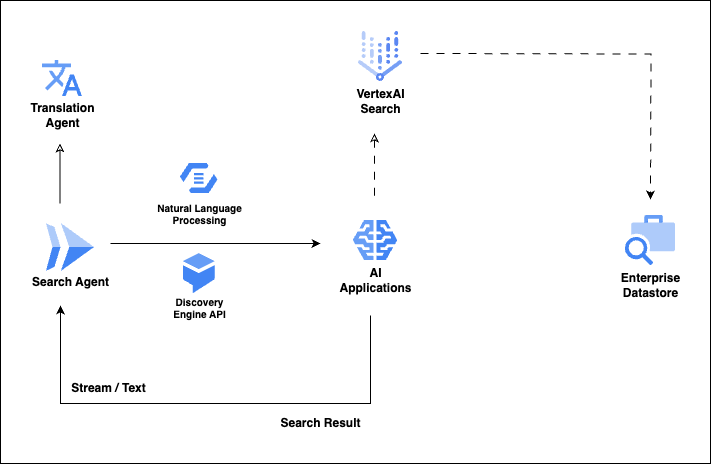 VertexAI
Search
Translation
Agent
Natural Language
Processing
Search Agent
AI
Applications
Enterprise
Datastore
Discovery
Engine API
Stream / Text
Search Result